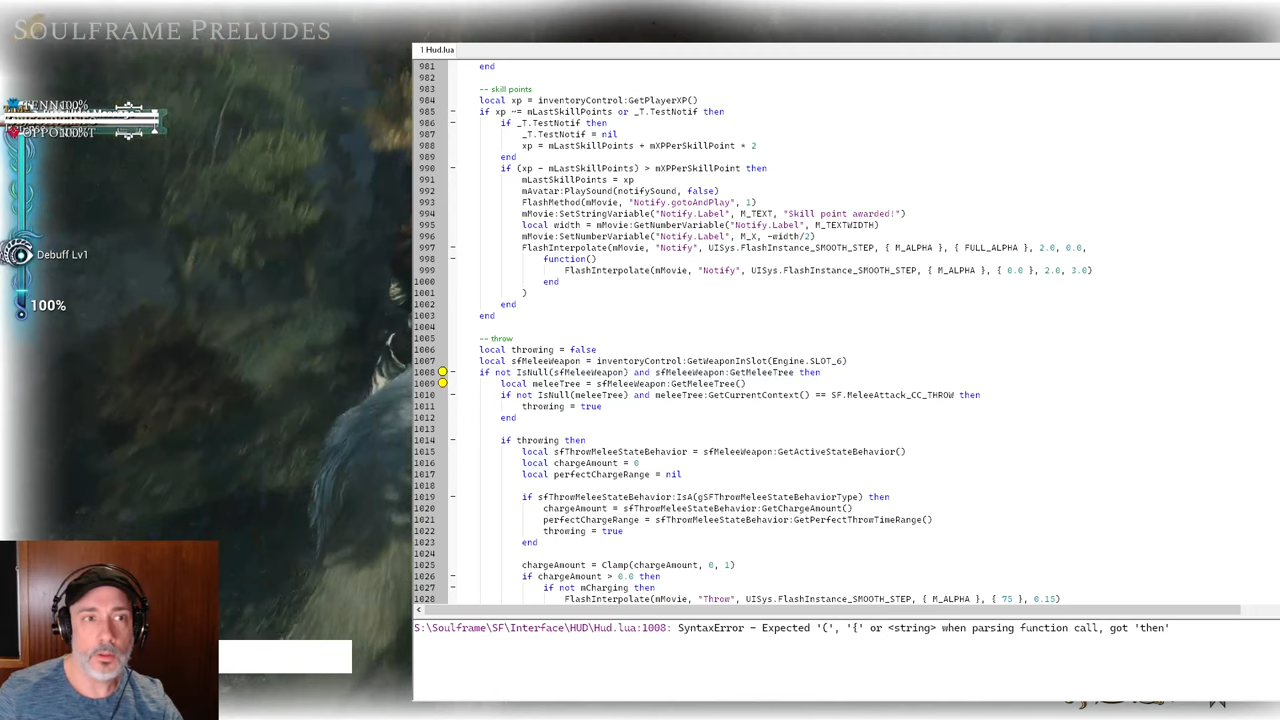 SOULFRAME PRELUDES
1 Hud.lua
TENN100%
OPPO100%T
Debuff Lv1
100%
981 end
982
983 -- skill points
984 local xp = inventoryControl:GetPlayerXP()
985 if xp ~= mLastSkillPoints or _T.TestNotif then
986 if _T.TestNotif then
987 _T.TestNotif = nil
988 xp = mLastSkillPoints + mXPPerSkillPoint * 2
989 end
990 if (xp - mLastSkillPoints) > mXPPerSkillPoint then
991 mLastSkillPoints = xp
992 mAvatar:PlaySound(notifySound, false)
993 FlashMethod(mMovie, "Notify.gotoAndPlay", 1)
994 mMovie:SetStringVariable("Notify.Label", M_TEXT, "Skill point awarded!")
995 local width = mMovie:GetNumberVariable("Notify.Label", M_TEXTWIDTH)
996 mMovie:SetNumberVariable("Notify.Label", M_X, -width/2)
997 FlashInterpolate(mMovie, "Notify", UISys.FlashInstance_SMOOTH_STEP, { M_ALPHA }, { FULL_ALPHA }, 2.0, 0.0,
998 function()
999 FlashInterpolate(mMovie, "Notify", UISys.FlashInstance_SMOOTH_STEP, { M_ALPHA }, { 0.0 }, 2.0, 3.0)
1000 end
1001 )
1002 end
1003 end
1004
1005 -- throw
1006 local throwing = false
1007 local sfMeleeWeapon = inventoryControl:GetWeaponInSlot(Engine.SLOT_6)
1008 if not IsNull(sfMeleeWeapon) and sfMeleeWeapon:GetMeleeTree then
1009 local meleeTree = sfMeleeWeapon:GetMeleeTree()
1010 if not IsNull(meleeTree) and meleeTree:GetCurrentContext() == SF.MeleeAttack_CC_THROW then
1011 throwing = true
1012 end
1013
1014 if throwing then
1015 local sfThrowMeleeStateBehavior = sfMeleeWeapon:GetActiveStateBehavior()
1016 local chargeAmount = 0
1017 local perfectChargeRange = nil
1018
1019 if sfThrowMeleeStateBehavior:IsA(gSFThrowMeleeStateBehaviorType) then
1020 chargeAmount = sfThrowMeleeStateBehavior:GetChargeAmount()
1021 perfectChargeRange = sfThrowMeleeStateBehavior:GetPerfectThrowTimeRange()
1022 throwing = true
1023 end
1024
1025 chargeAmount = Clamp(chargeAmount, 0, 1)
1026 if chargeAmount > 0.0 then
1027 if not mCharging then
1028 FlashInterpolate(mMovie, "Throw", UISys.FlashInstance_SMOOTH_STEP, { M_ALPHA }, { 75 }, 0.15)
S:\Soulframe\SF\Interface\HUD\Hud.lua:1008: SyntaxError - Expected '(', '{' or <string> when parsing function call, got 'then'